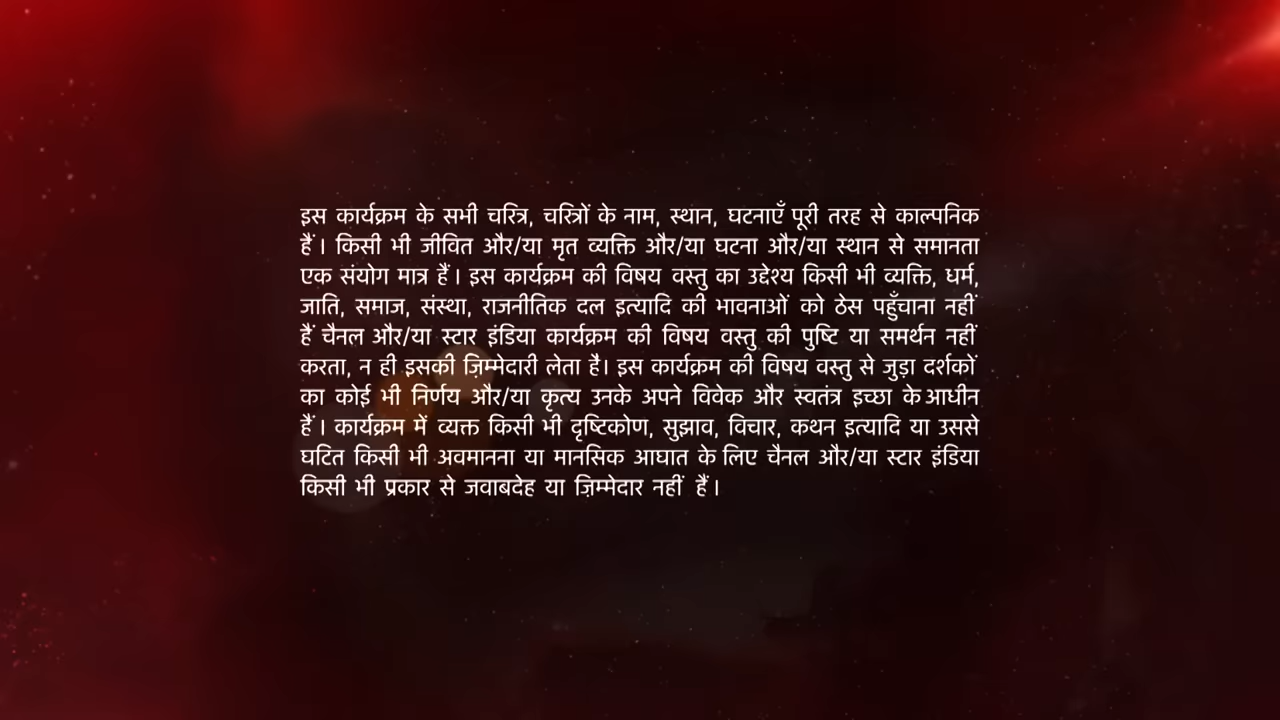 इस कार्यक्रम के सभी चरित्र, चरित्रों के नाम, स्थान, घटनाएँ पूरी तरह से काल्पनिक
हैं । किसी भी जीवित और/या मृत व्यक्ति और/या घटना और/या स्थान से समानता
एक संयोग मात्र हैं । इस कार्यक्रम की विषय वस्तु का उद्देश्य किसी भी व्यक्ति, धर्म,
जाति, समाज, संस्था, राजनीतिक दल इत्यादि की भावनाओं को ठेस पहुँचाना नहीं
हैं चैनल और/या स्टार इंडिया कार्यक्रम की विषय वस्तु की पुष्टि या समर्थन नहीं
करता, न ही इसकी ज़िम्मेदारी लेता है। इस कार्यक्रम की विषय वस्तु से जुड़ा दर्शकों
का कोई भी निर्णय और/या कृत्य उनके अपने विवेक और स्वतंत्र इच्छा के आधीन
हैं । कार्यक्रम में व्यक्त किसी भी दृष्टिकोण, सुझाव, विचार, कथन इत्यादि या उससे
घटित किसी भी अवमानना या मानसिक आघात के लिए चैनल और/या स्टार इंडिया
किसी भी प्रकार से जवाबदेह या ज़िम्मेदार नहीं हैं ।